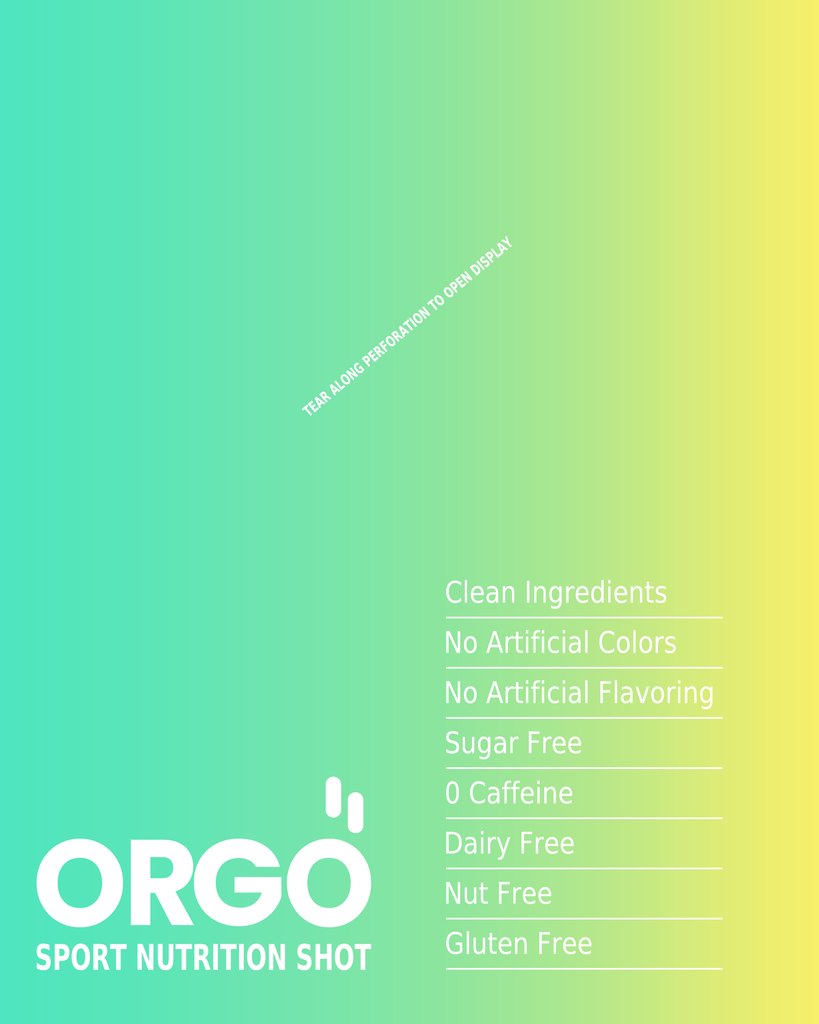 TEAR ALONG PERFORATION TO OPEN DISPLAY
Clean Ingredients
No Artificial Colors
No Artificial Flavoring
Sugar Free
0 Caffeine
Dairy Free
Nut Free
Gluten Free
ORGO
SPORT NUTRITION SHOT